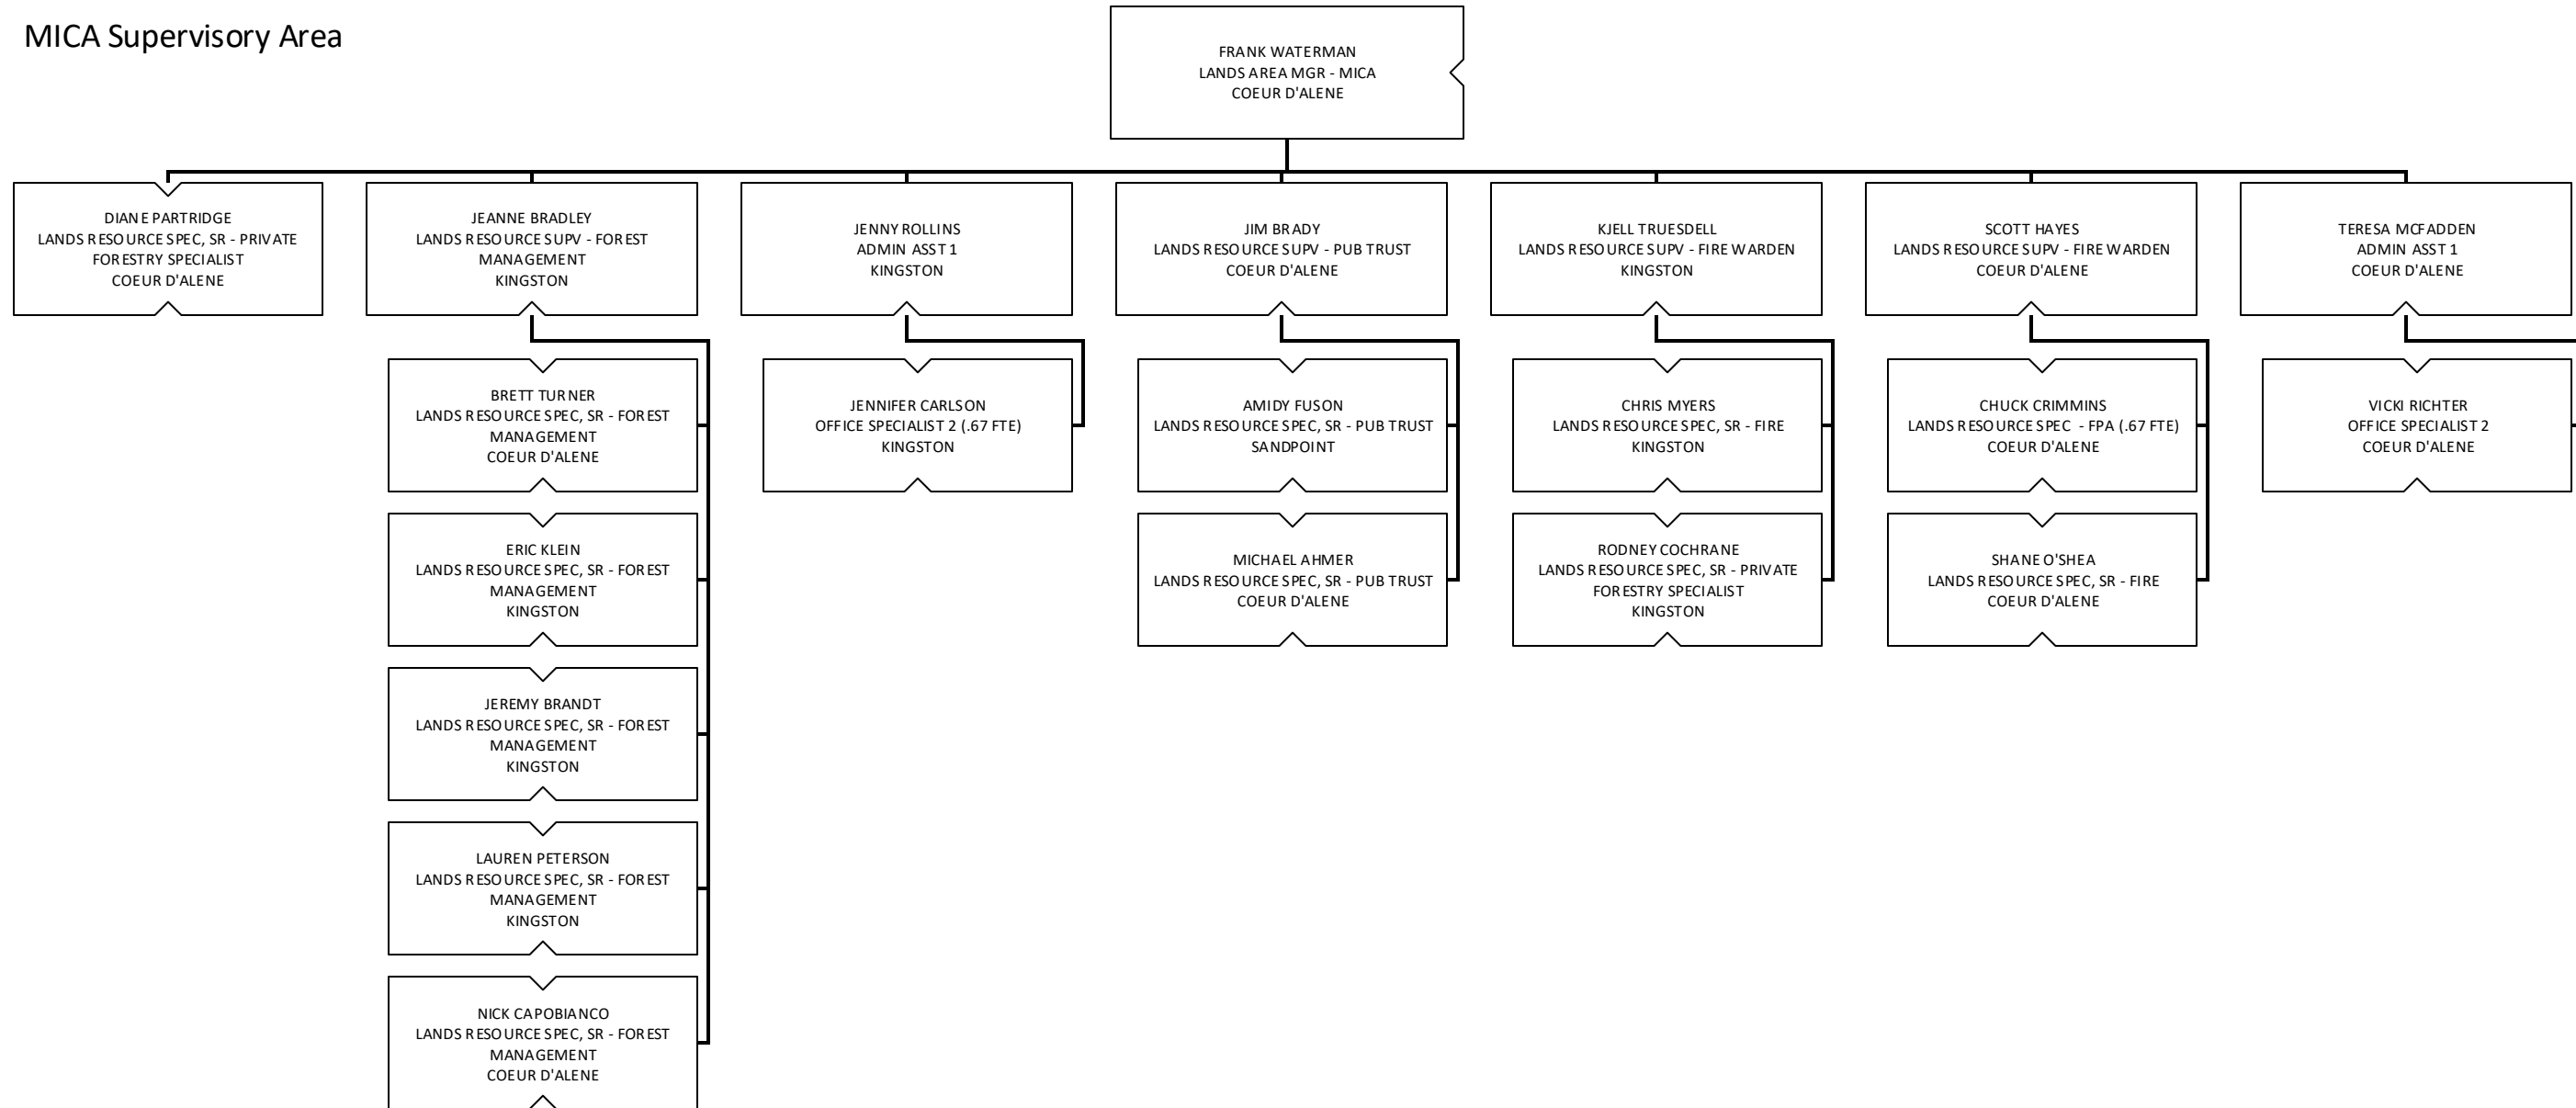 MICA Supervisory Area
FRANK WATERMAN
LANDS AREA MGR - MICA
COEUR D'ALENE
DIANE PARTRIDGE
LANDS RESOURCE SPEC, SR - PRIVATE
FORESTRY SPECIALIST
COEUR D'ALENE
JEANNE BRADLEY
LANDS RESOURCE SUPV - FOREST
MANAGEMENT
KINGSTON
JENNY ROLLINS
ADMIN ASST 1
KINGSTON
JIM BRADY
LANDS RESOURCE SUPV - PUB TRUST
COEUR D'ALENE
KJELL TRUESDELL
LANDS RESOURCE SUPV - FIRE WARDEN
KINGSTON
SCOTT HAYES
LANDS RESOURCE SUPV - FIRE WARDEN
COEUR D'ALENE
TERESA MCFADDEN
ADMIN ASST 1
COEUR D'ALENE
BRETT TURNER
LANDS RESOURCE SPEC, SR - FOREST
MANAGEMENT
COEUR D'ALENE
JENNIFER CARLSON
OFFICE SPECIALIST 2 (.67 FTE)
KINGSTON
AMIDY FUSON
LANDS RESOURCE SPEC, SR - PUB TRUST
SANDPOINT
CHRIS MYERS
LANDS RESOURCE SPEC, SR - FIRE
KINGSTON
CHUCK CRIMMINS
LANDS RESOURCE SPEC - FPA (.67 FTE)
COEUR D'ALENE
VICKI RICHTER
OFFICE SPECIALIST 2
COEUR D'ALENE
ERIC KLEIN
LANDS RESOURCE SPEC, SR - FOREST
MANAGEMENT
KINGSTON
MICHAEL AHMER
LANDS RESOURCE SPEC, SR - PUB TRUST
COEUR D'ALENE
RODNEY COCHRANE
LANDS RESOURCE SPEC, SR - PRIVATE
FORESTRY SPECIALIST
KINGSTON
SHANE O'SHEA
LANDS RESOURCE SPEC, SR - FIRE
COEUR D'ALENE
JEREMY BRANDT
LANDS RESOURCE SPEC, SR - FOREST
MANAGEMENT
KINGSTON
LAUREN PETERSON
LANDS RESOURCE SPEC, SR - FOREST
MANAGEMENT
KINGSTON
NICK CAPOBIANCO
LANDS RESOURCE SPEC, SR - FOREST
MANAGEMENT
COEUR D'ALENE